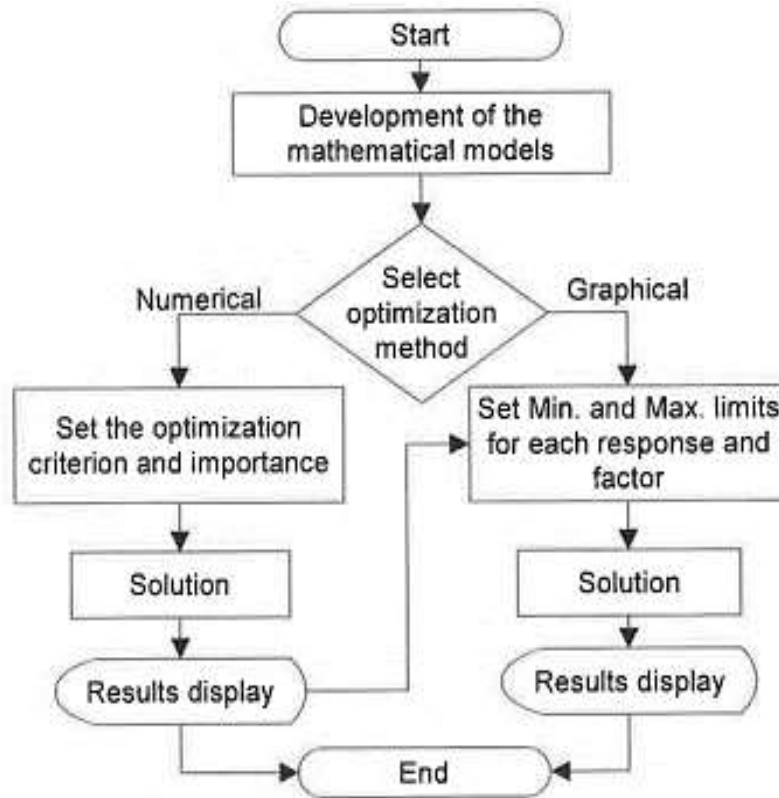 Start
Development of the
mathematical models
Select
optimization
method
Numerical
Graphical
Set the optimization
criterion and importance
Set Min. and Max. limits
for each response and
factor
Solution
Solution
Results display
Results display
End